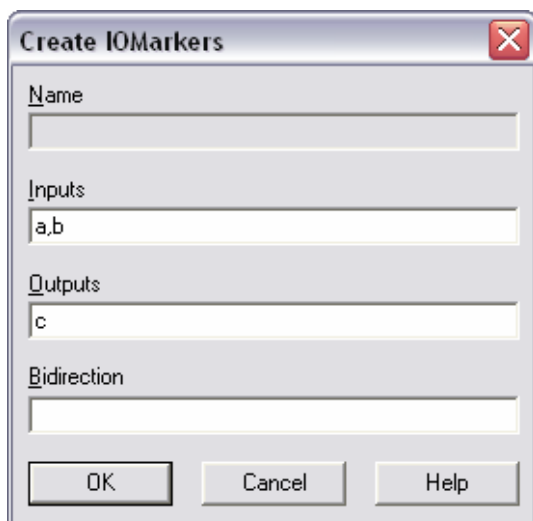 Create IOMarkers
Name
Inputs
a,b
Outputs
c
Bidirection
OK Cancel Help